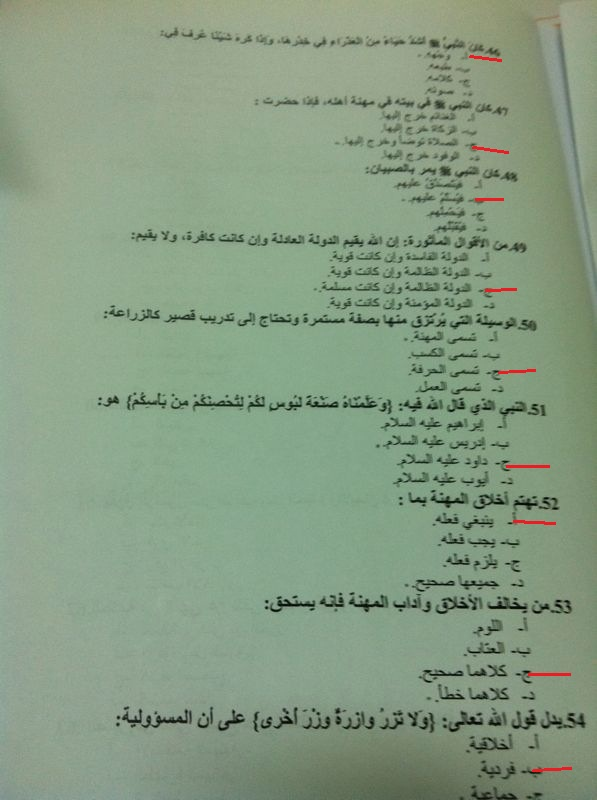 46.كان النبي ﷺ أشد حياءً من العذراء في خدرها، وإذا كره شيئاً عُرف في:
أ- وجهه.
ب-
ج- كلامه
د- صوته
47.كان النبي ﷺ في بيته في مهنة أهله، فإذا حضرت :
أ- الغنائم خرج إليها.
ب- الزكاة خرج إليها.
ج- الصلاة توضأ وخرج إليها.
د- الوفود خرج إليها.
48.كان النبي ﷺ يمر بالصبيان:
أ- فيتصدق عليهم.
ب- فيسلم عليهم.
ج-
د- فيقبلهم.
49.من الأقوال المأثورة: إن الله يقيم الدولة العادلة وإن كانت كافرة، ولا يقيم:
أ- الدولة الفاسدة وإن كانت قوية.
ب- الدولة الظالمة وإن كانت قوية.
ج- الدولة الظالمة وإن كانت مسلمة.
د- الدولة المؤمنة وإن كانت قوية.
50.الوسيلة التي يُرتزق منها بصفة مستمرة وتحتاج إلى تدريب قصير كالزراعة:
أ- تسمى المهنة.
ب- تسمى الكسب.
ج- تسمى الحرفة.
د- تسمى العمل.
51.النبي الذي قال الله فيه: {وَعَلَّمْنَاهُ صَنْعَةَ لَبُوسٍ لَكُمْ لِتُحْصِنَكُمْ مِنْ بَأْسِكُمْ} هو:
أ- إبراهيم عليه السلام.
ب- إدريس عليه السلام.
ج- داود عليه السلام.
د- أيوب عليه السلام.
52.تهتم أخلاق المهنة بما :
أ- ينبغي فعله.
ب- يجب فعله.
ج- يلزم فعله.
د- جميعها صحيح.
53.من يخالف الأخلاق وآداب المهنة فإنه يستحق:
أ- اللوم.
ب- العتاب.
ج- كلاهما صحيح.
د- كلاهما خطأ.
54.يدل قول الله تعالى: {وَلَا تَزِرُ وَازِرَةٌ وِزْرَ أُخْرَى} على أن المسؤولية:
أ- أخلاقية.
ب- فردية.
ج- جماعية